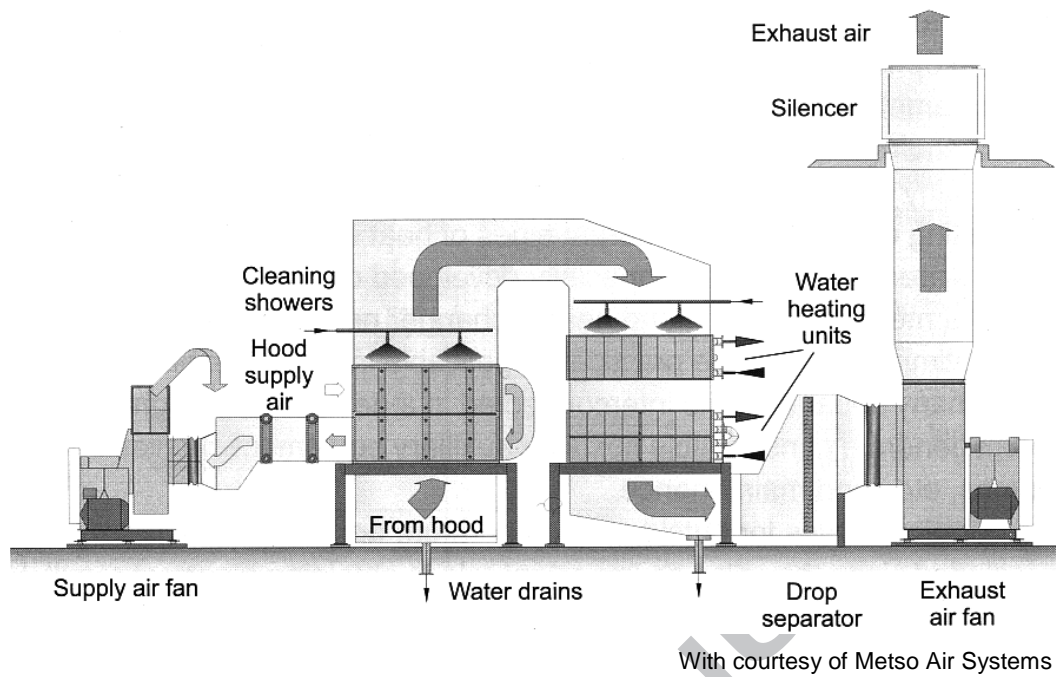 Exhaust air
Silencer
Cleaning
showers
Water
heating
units
Hood
supply
air
From hood
Supply air fan
Water drains
Drop
separator
Exhaust
air fan
With courtesy of Metso Air Systems